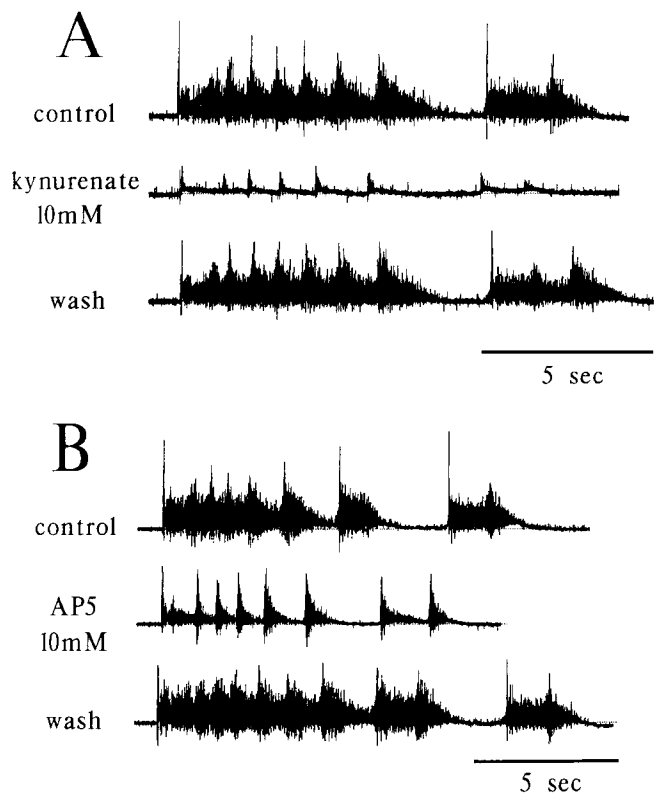 A
control
kynurenate
10mM
wash
5 sec
B
control
AP5
10mM
wash
5 sec